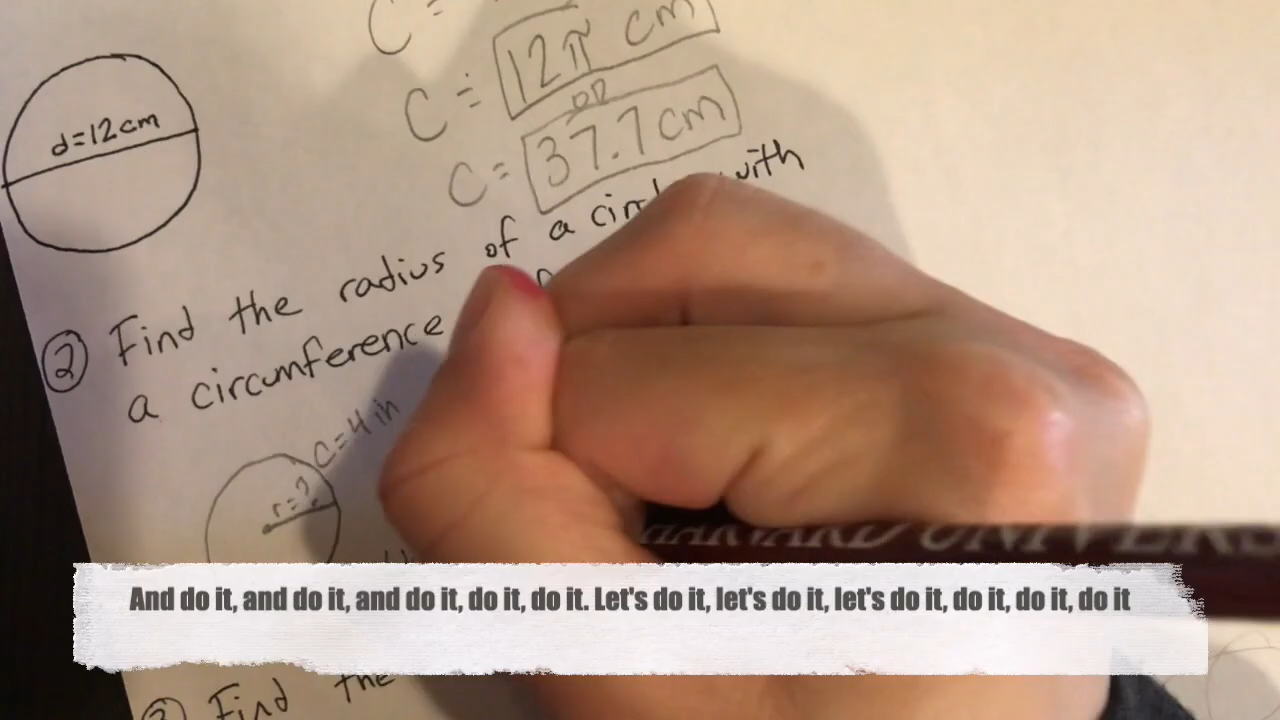 C =
12π cm
C =
or
d=12cm
C = 37.7 cm
② Find the radius of a with
a circumference
C=4 in
r=?
HARVARD
And do it, and do it, and do it, do it, do it. Let's do it, let's do it, let's do it, do it, do it, do it
③ Find the